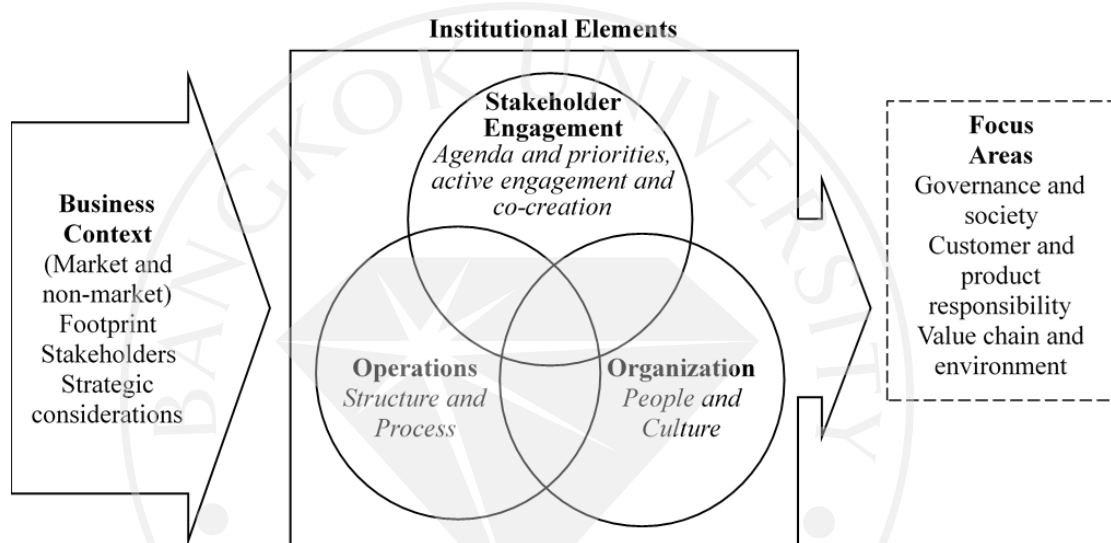 Institutional Elements
Business
Context
(Market and
non-market)
Footprint
Stakeholders
Strategic
considerations
Stakeholder
Engagement
Agenda and priorities,
active engagement and
co-creation
Operations
Structure and
Process
Organization
People and
Culture
Focus
Areas
Governance and
society
Customer and
product
responsibility
Value chain and
environment
BANGKOK UNIVERSITY